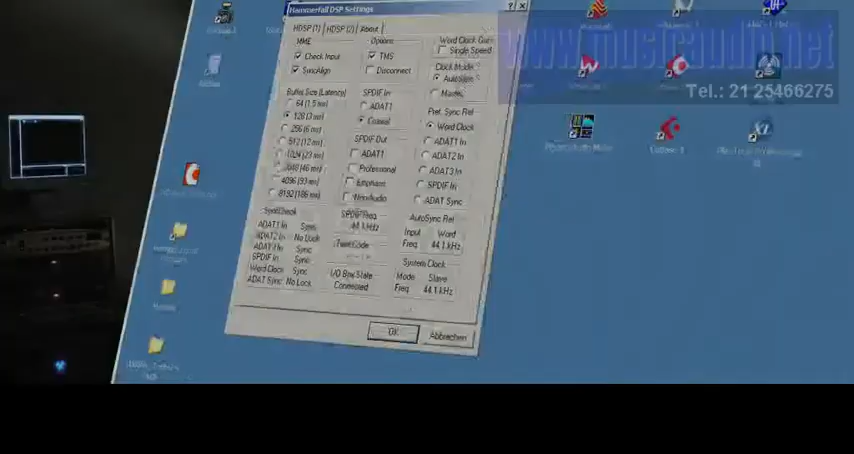 Hammerfall DSP Settings
HDSP (1) HDSP (2) About
MME
Check Input
SyncAlign
Options
TMS
Disconnect
Word Clock Out
Single Speed
Clock Mode
AutoSync
Master
Buffer Size (Latency)
64 (1.5 ms)
128 (3 ms)
256 (6 ms)
512 (12 ms)
1024 (23 ms)
2048 (46 ms)
4096 (93 ms)
8192 (186 ms)
SPDIF In
ADAT1
Coaxial
SPDIF Out
ADAT1
Professional
Emphasis
Non-Audio
SPDIF Freq.
44.1 kHz
Time Code
I/O Box State
Connected
Pref. Sync Ref
Word Clock
ADAT1 In
ADAT2 In
ADAT3 In
SPDIF In
ADAT Sync
AutoSync Ref
Input Word
Freq. 44.1 kHz
System Clock
Mode Slave
Freq. 44.1 kHz
SyncCheck
ADAT1 In Sync
ADAT2 In No Lock
ADAT3 In Sync
SPDIF In Sync
Word Clock Sync
ADAT Sync No Lock
OK
Abbrechen
www.musicaudio.net
Tel.: 21 25466275